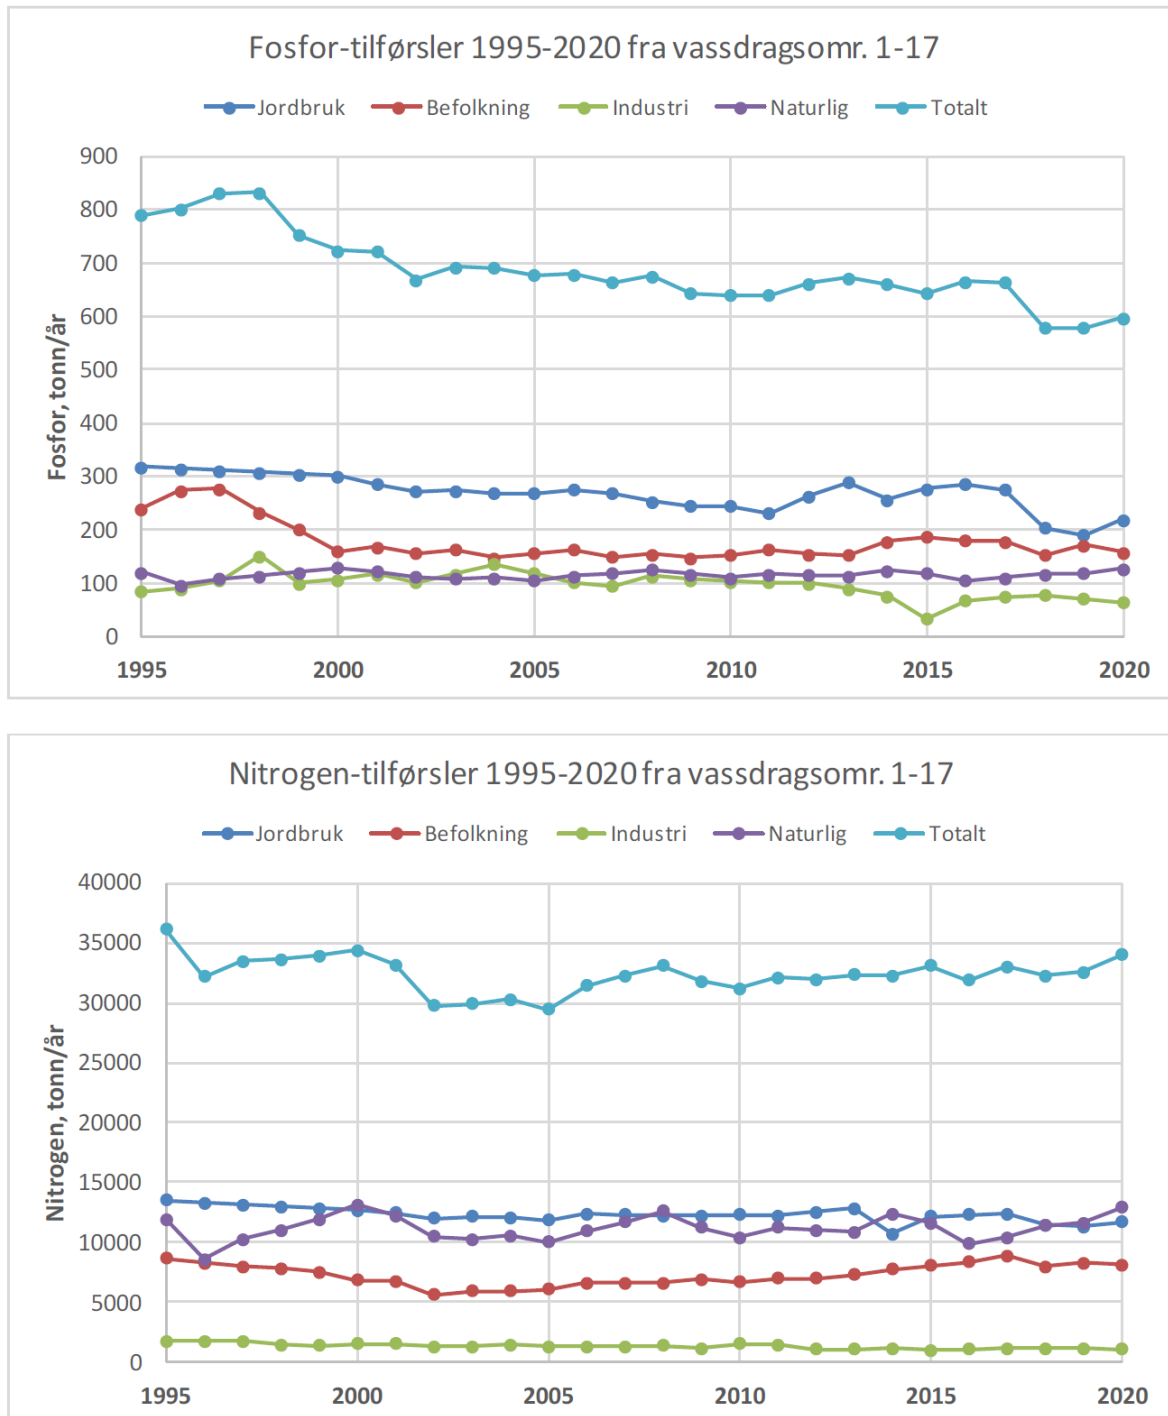 Fosfor-tilførsler 1995-2020 fra vassdragsomr. 1-17
Jordbruk Befolkning Industri Naturlig Totalt
Fosfor, tonn/år
900
800
700
600
500
400
300
200
100
0
1995 2000 2005 2010 2015 2020
Nitrogen-tilførsler 1995-2020 fra vassdragsomr. 1-17
Jordbruk Befolkning Industri Naturlig Totalt
Nitrogen, tonn/år
40000
35000
30000
25000
20000
15000
10000
5000
0
1995 2000 2005 2010 2015 2020